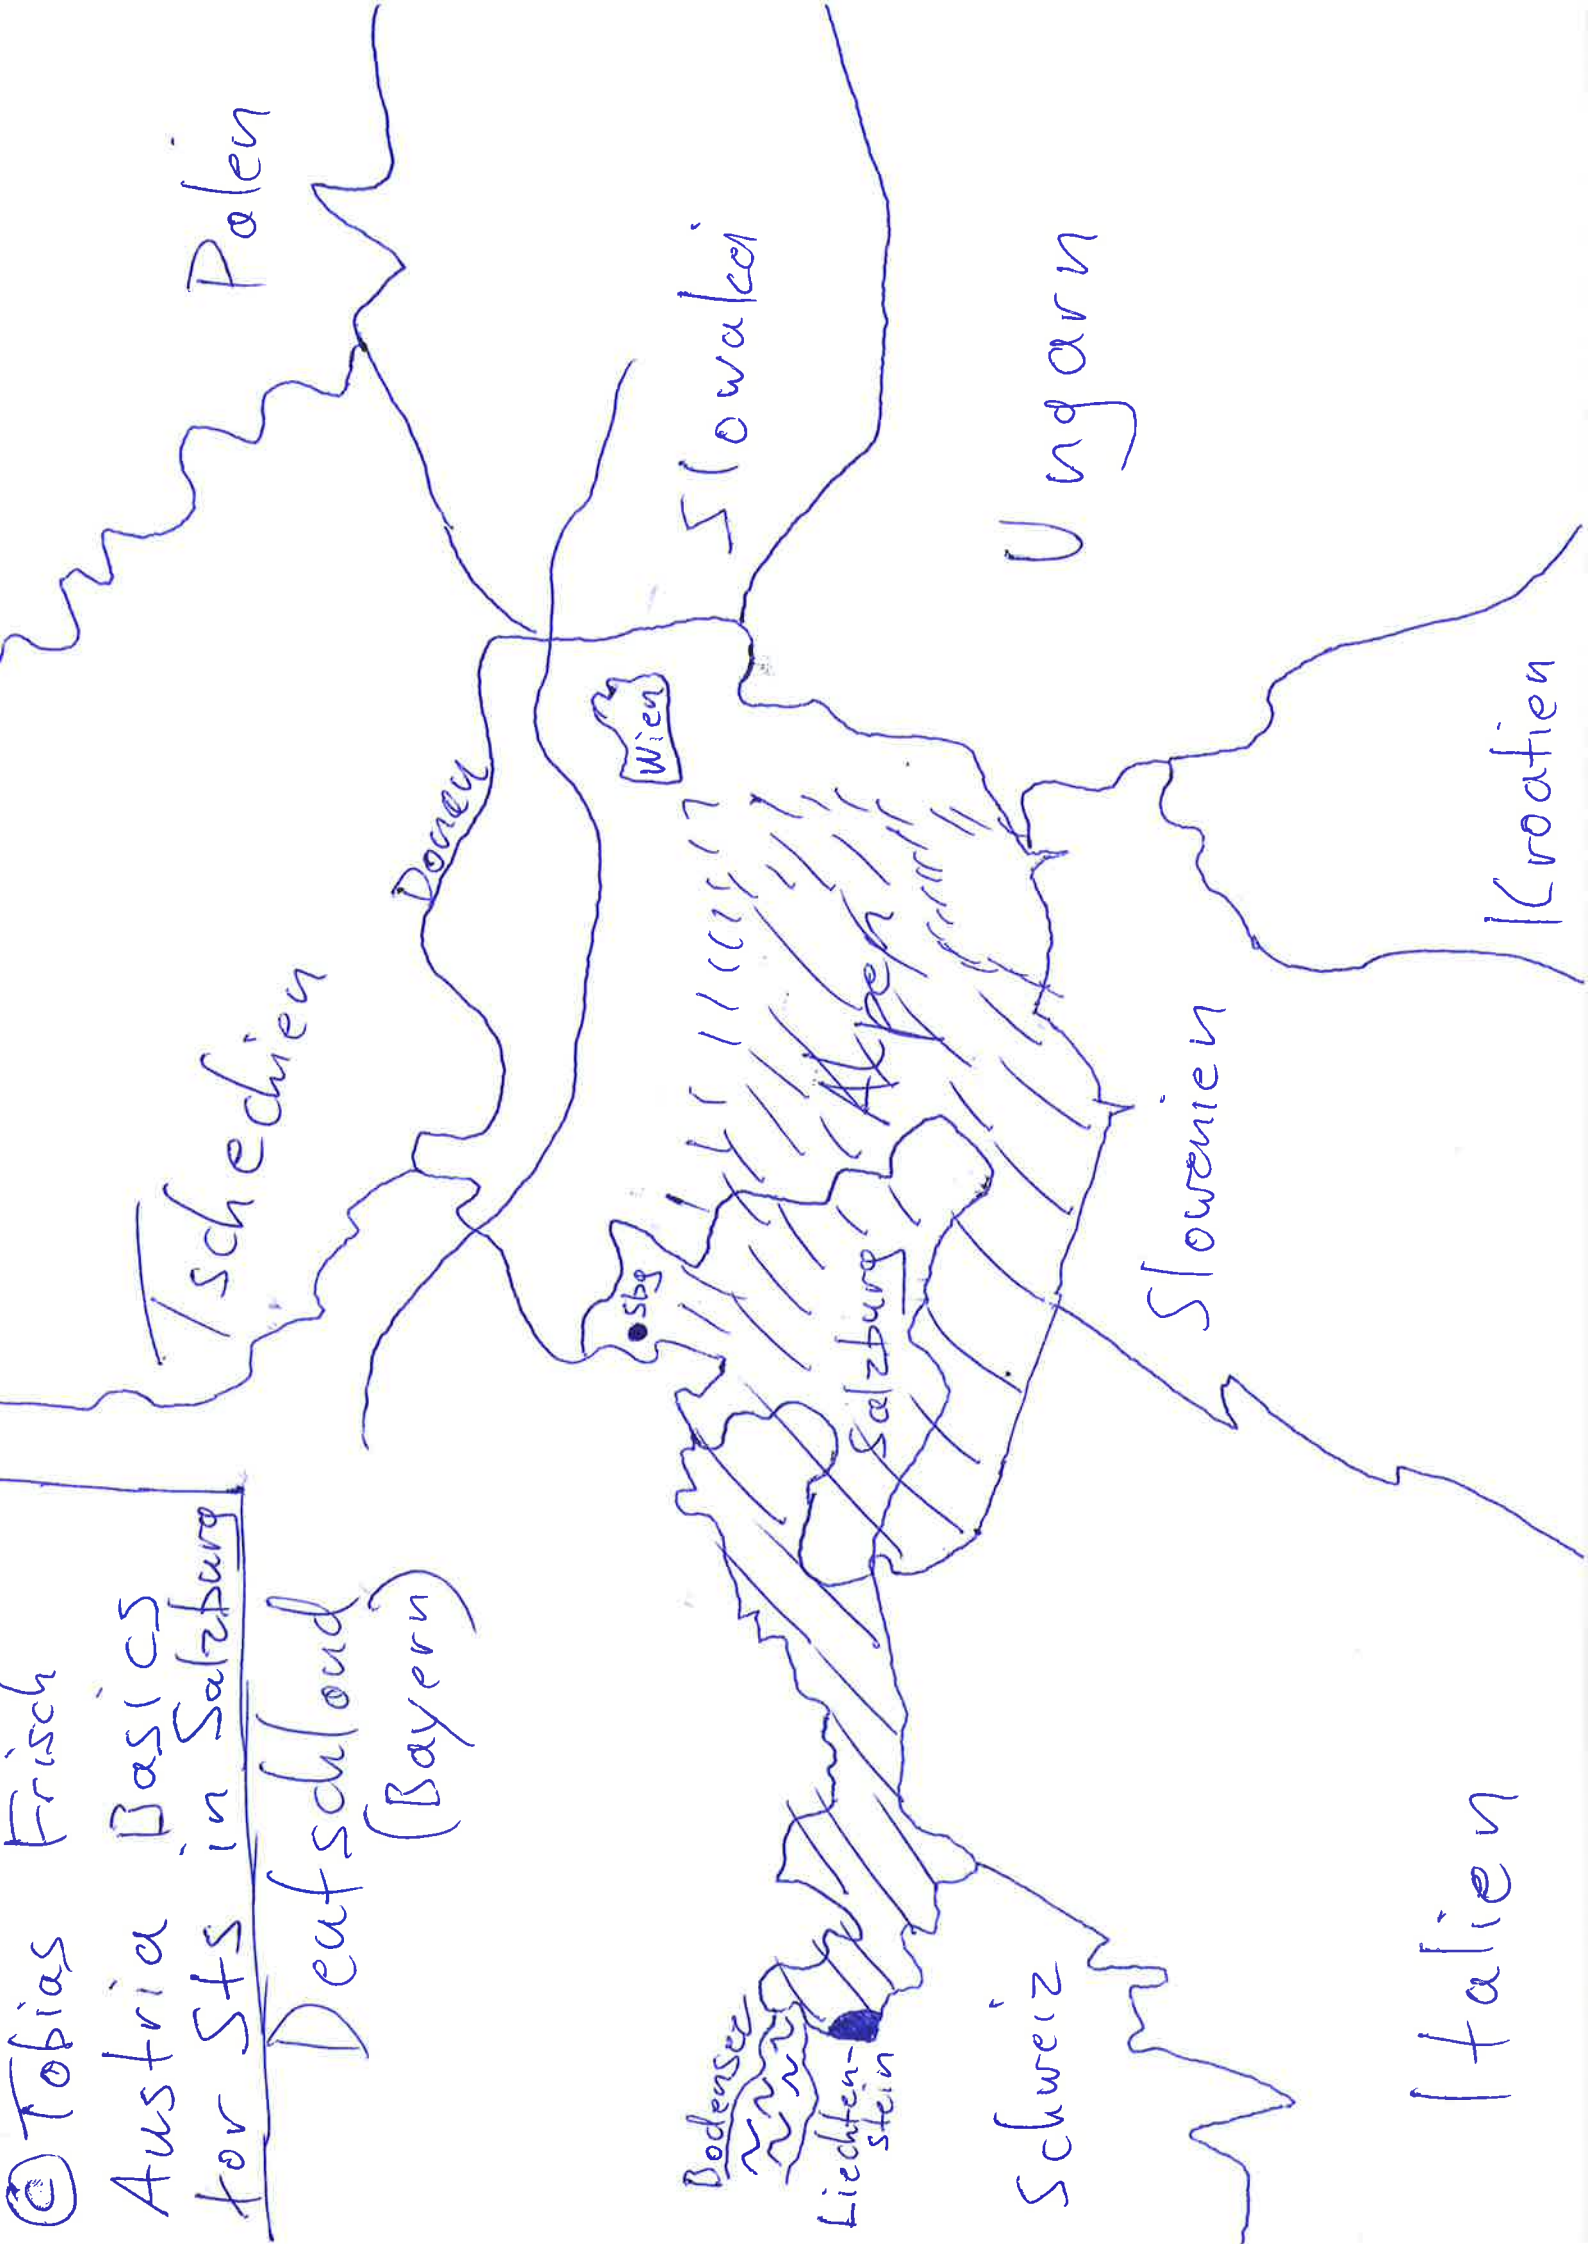 © Tobias Frisch
Austria Basics
for Sts in Salzburg
Deutschland
(Bayern)
Tschechien
Polen
Donau
Slowakei
Wien
Ungarn
Sbg
Bodensee
Liechten-
stein
Salzburg
Alpen
Schweiz
Slowenien
Italien
Kroatien